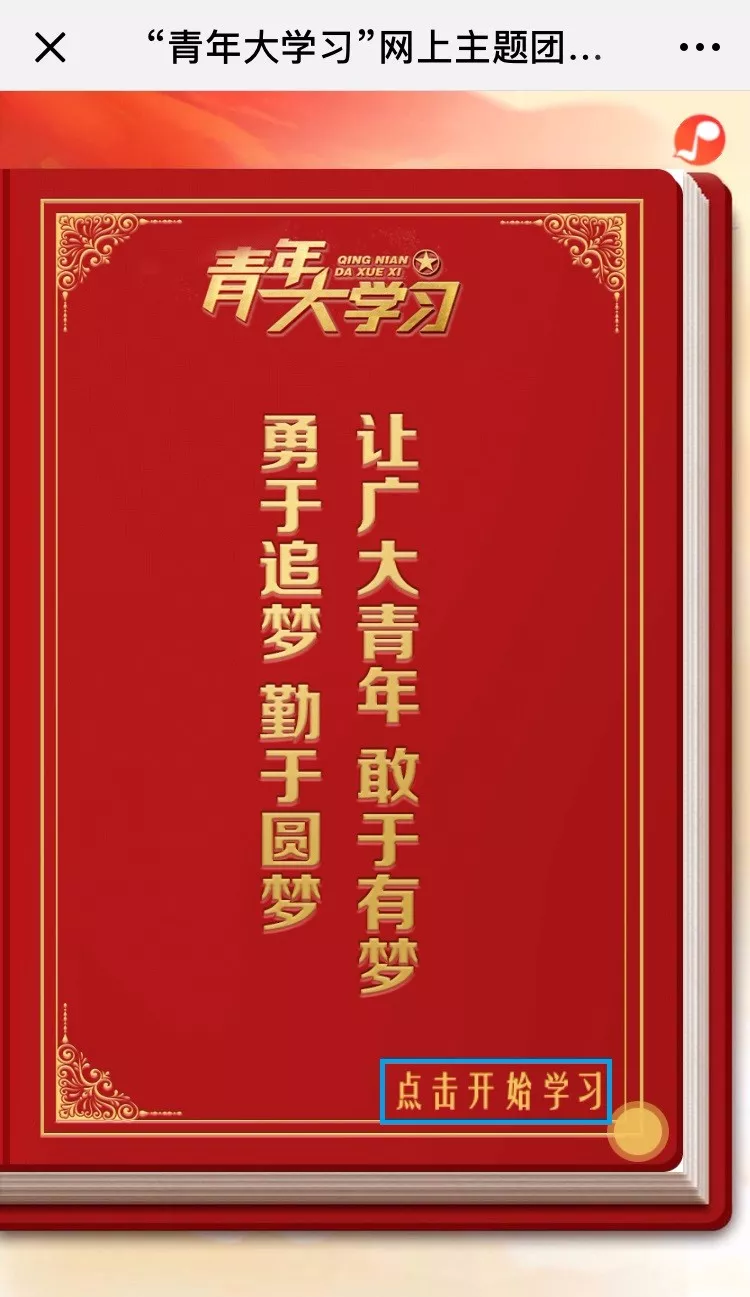 “青年大学习”网上主题团...
青年大学习
QING NIAN
DA XUE XI
让广大青年 敢于有梦
勇于追梦 勤于圆梦
点击开始学习